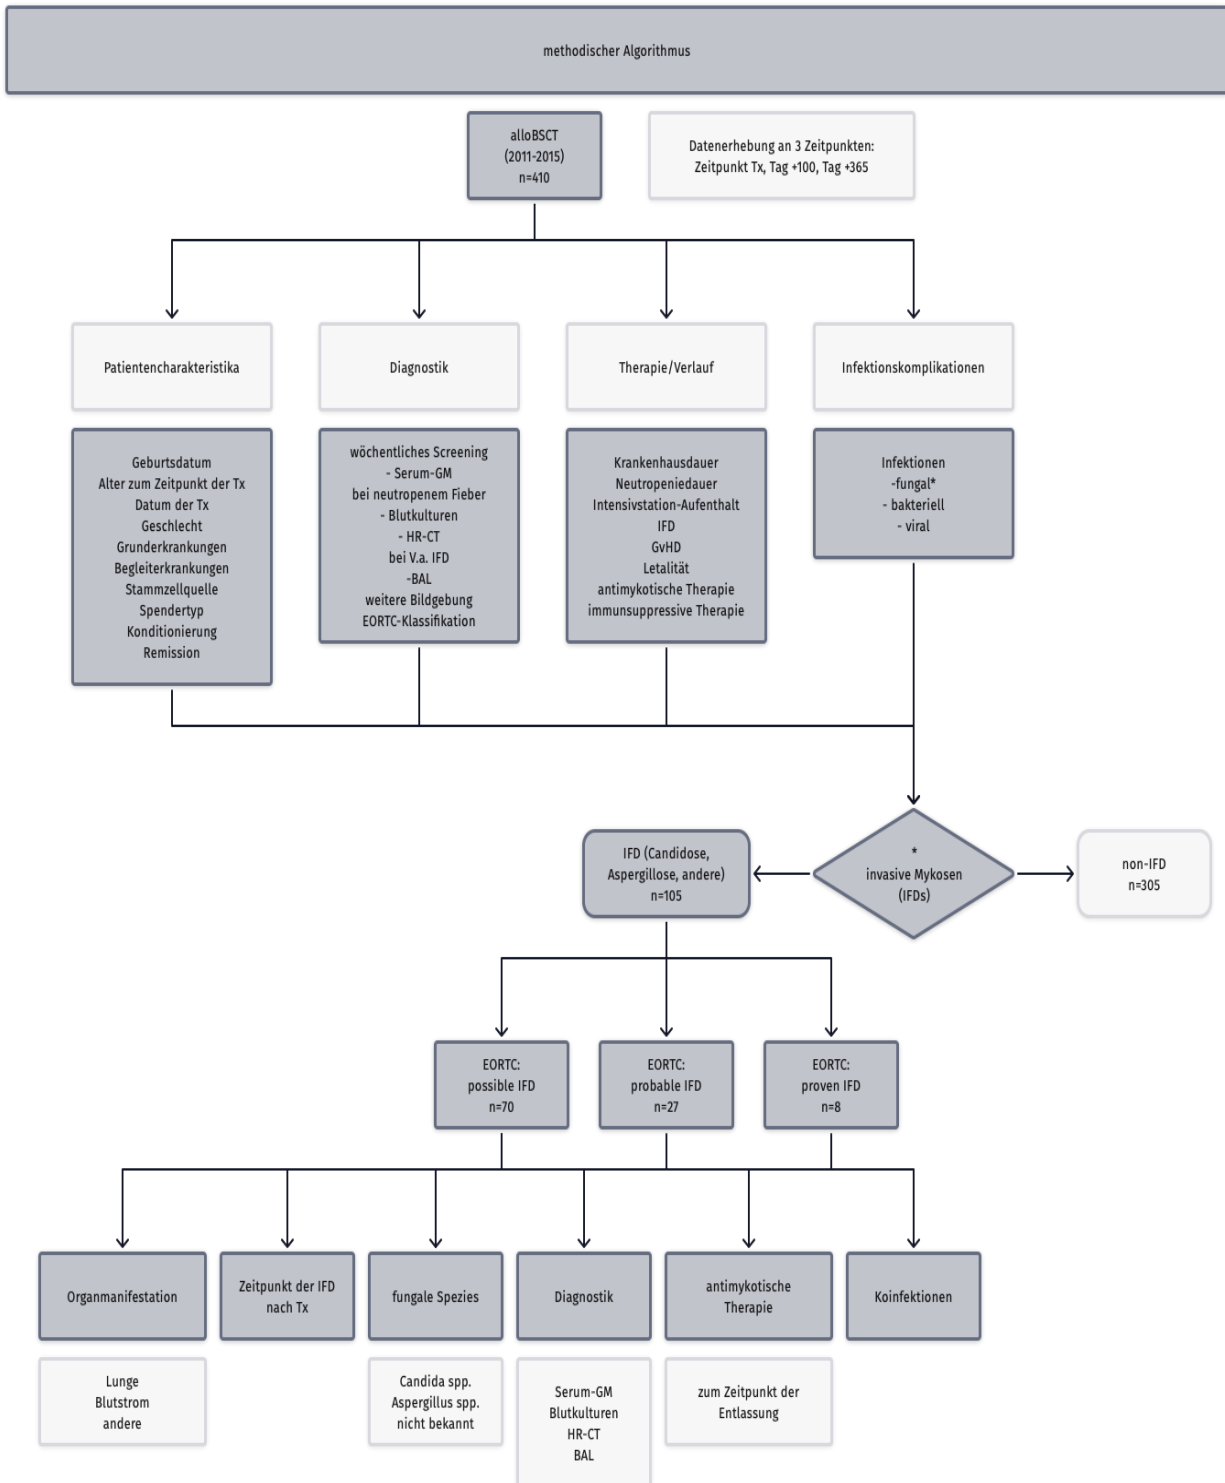 methodischer Algorithmus
alloBSCT
(2011-2015)
n=410
Datenerhebung an 3 Zeitpunkten:
Zeitpunkt Tx, Tag +100, Tag +365
Patientencharakteristika
Diagnostik
Therapie/Verlauf
Infektionskomplikationen
Geburtsdatum
Alter zum Zeitpunkt der Tx
Datum der Tx
Geschlecht
Grunderkrankungen
Begleiterkrankungen
Stammzellquelle
Spendertyp
Konditionierung
Remission
wöchentliches Screening
- Serum-GM
bei neutropenem Fieber
- Blutkulturen
- HR-CT
bei V.a. IFD
-BAL
weitere Bildgebung
EORTC-Klassifikation
Krankenhausdauer
Neutropeniedauer
Intensivstation-Aufenthalt
IFD
GvHD
Letalität
antimykotische Therapie
immunsuppressive Therapie
Infektionen
-fungal*
- bakteriell
- viral
IFD (Candidose,
Aspergillose, andere)
n=105
*
invasive Mykosen
(IFDs)
non-IFD
n=305
EORTC:
possible IFD
n=70
EORTC:
probable IFD
n=27
EORTC:
proven IFD
n=8
Organmanifestation
Zeitpunkt der IFD
nach Tx
fungale Spezies
Diagnostik
antimykotische
Therapie
Koinfektionen
Lunge
Blutstrom
andere
Candida spp.
Aspergillus spp.
nicht bekannt
Serum-GM
Blutkulturen
HR-CT
BAL
zum Zeitpunkt der
Entlassung